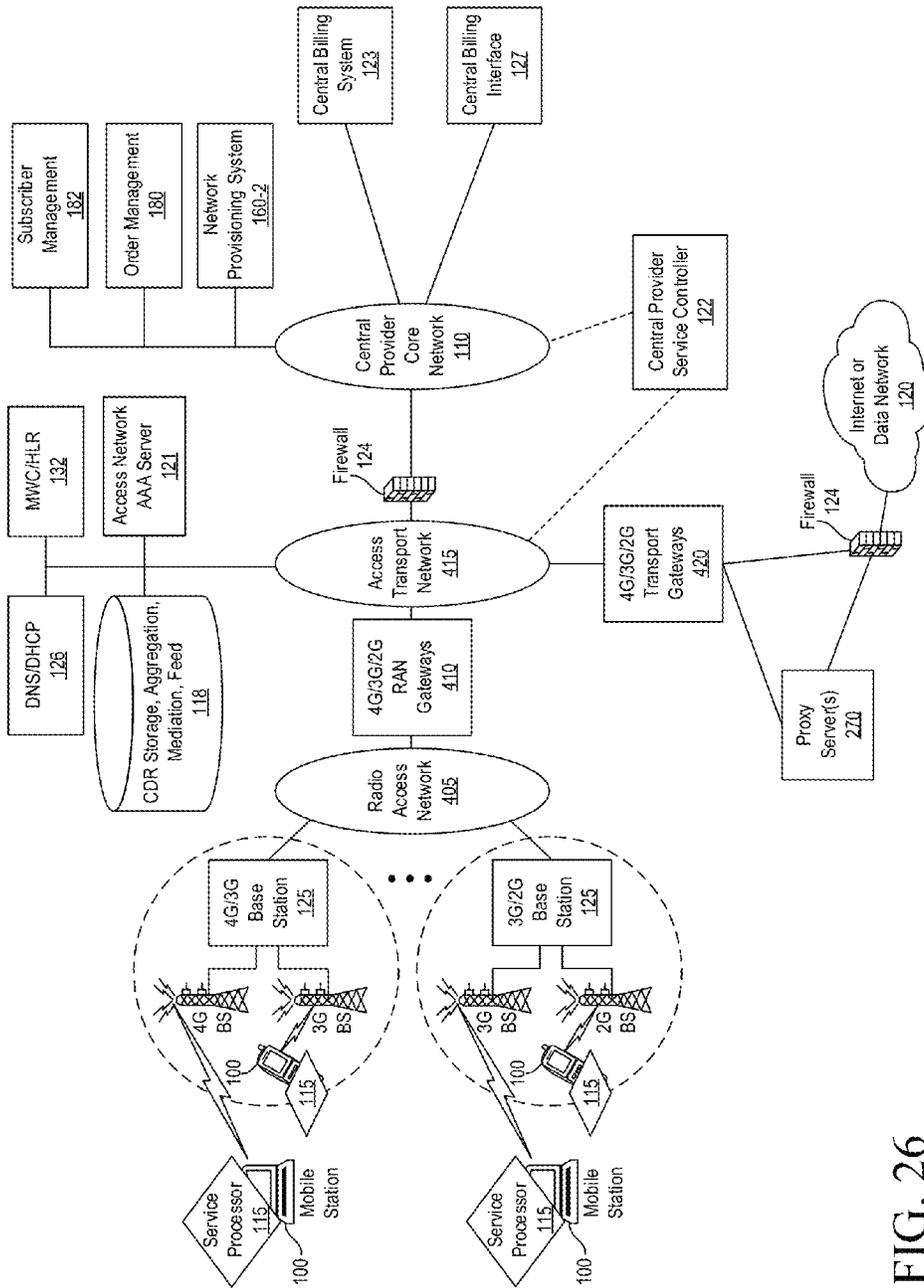 Subscriber
Management
182
Order Management
180
Network
Provisioning System
160-2
Central Billing
System
123
Central Billing
Interface
127
MWC/HLR
132
Access Network
AAA Server
121
DNS/DHCP
126
CDR Storage, Aggregation,
Mediation, Feed
118
Central
Provider
Core
Network
110
Firewall
124
Access
Transport
Network
415
4G/3G/2G
RAN
Gateways
410
Radio
Access
Network
405
Central Provider
Service Controller
122
4G/3G/2G
Transport
Gateways
420
Firewall
124
Internet or
Data Network
120
Proxy
Server(s)
270
4G/3G
Base
Station
125
4G
BS
3G
BS
100
115
Service
Processor
115
Mobile
Station
100
3G/2G
Base
Station
125
3G
BS
2G
BS
100
115
Service
Processor
115
Mobile
Station
100
FIG. 26